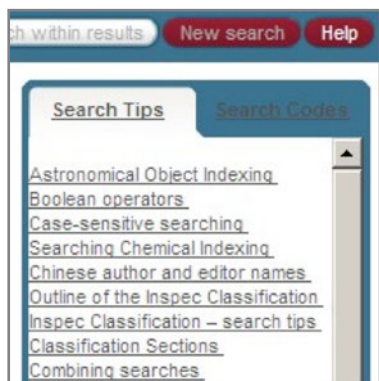 ch within results New search Help
Search Tips Search Codes
Astronomical Object Indexing
Boolean operators
Case-sensitive searching
Searching Chemical Indexing
Chinese author and editor names
Outline of the Inspec Classification
Inspec Classification – search tips
Classification Sections
Combining searches